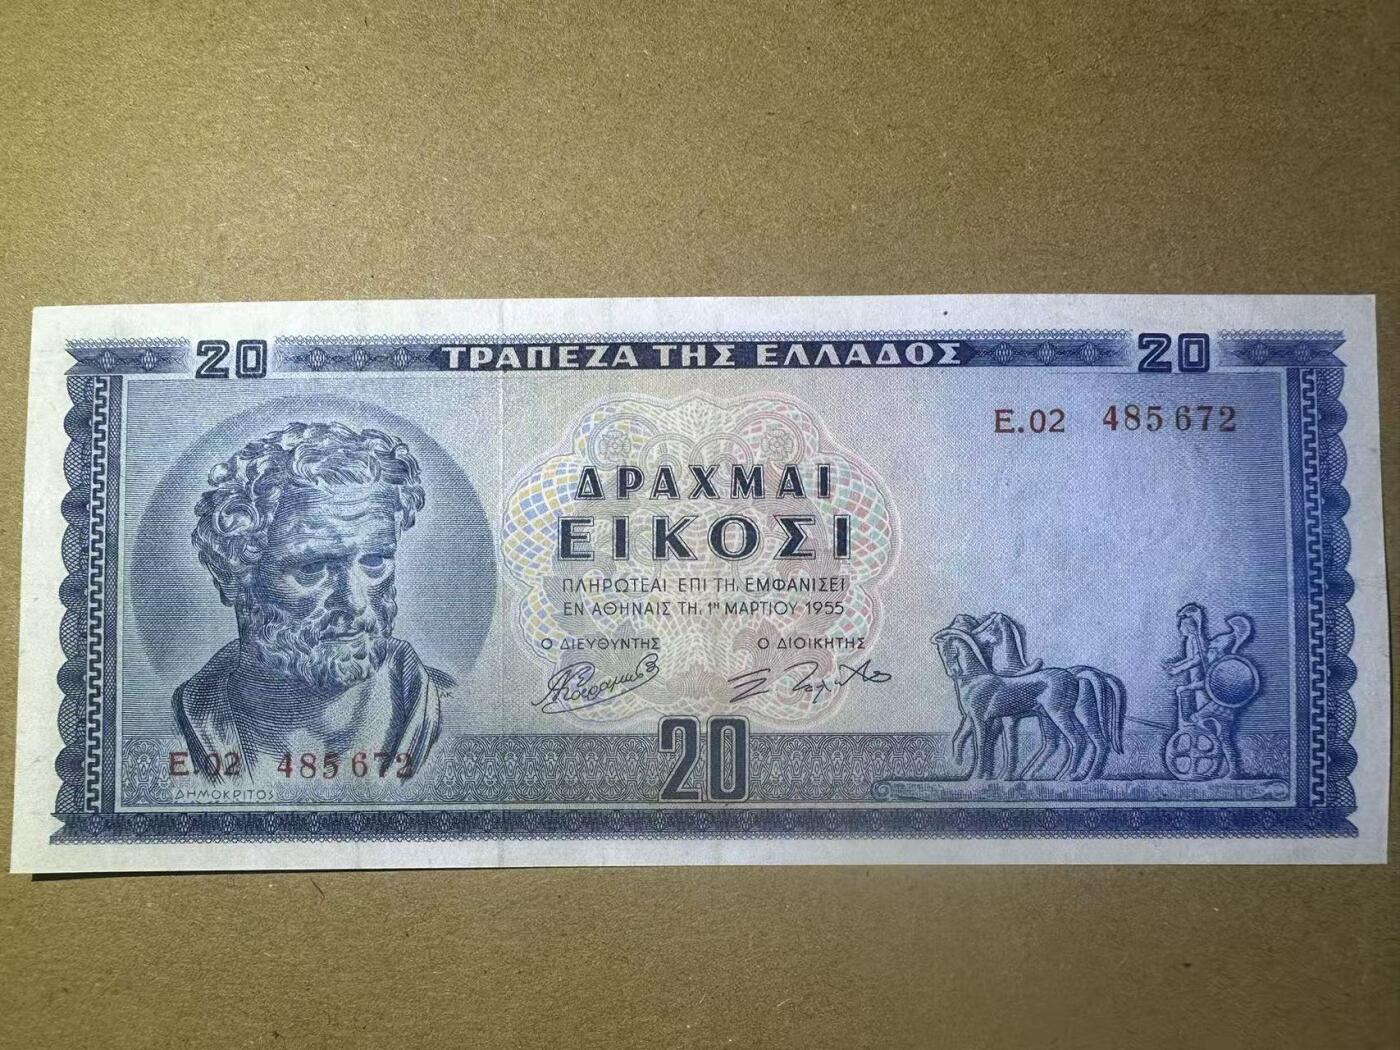 20 ΤΡΑΠΕΖΑ ΤΗΣ ΕΛΛΑΔΟΣ 20
Ε.02 485672
ΔΡΑΧΜΑΙ
ΕΙΚΟΣΙ
ΠΛΗΡΩΤΕΑΙ ΕΠΙ ΤΗ, ΕΜΦΑΝΙΣΕΙ
ΕΝ ΑΘΗΝΑΙΣ ΤΗ, 1ῃ ΜΑΡΤΙΟΥ 1955
Ο ΔΙΕΥΘΥΝΤΗΣ Ο ΔΙΟΙΚΗΤΗΣ
20
Ε.02 485672
ΔΗΜΟΚΡΙΤΟΣ